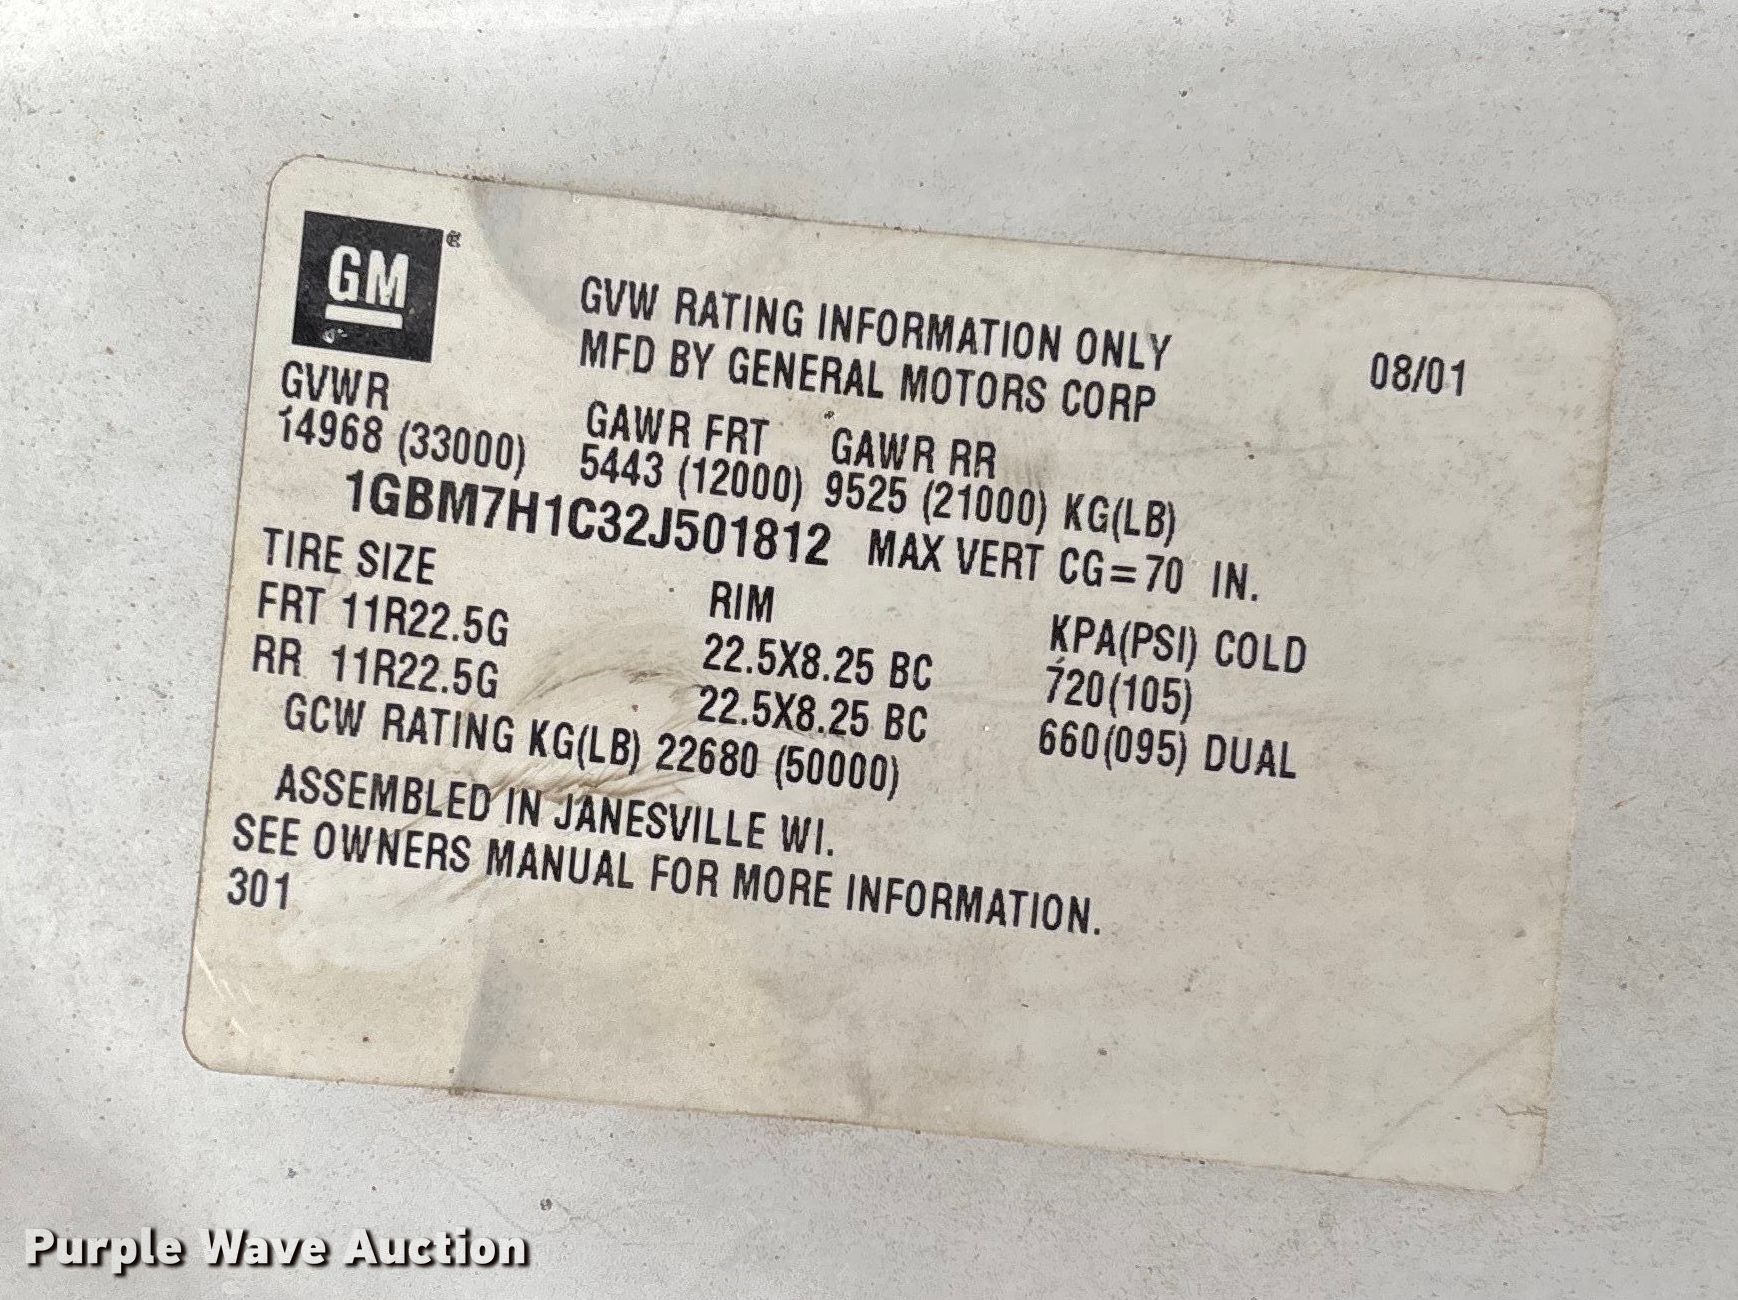 GM
GVW RATING INFORMATION ONLY 08/01
MFD BY GENERAL MOTORS CORP
GVWR GAWR FRT GAWR RR
14968 (33000) 5443 (12000) 9525 (21000) KG(LB)
1GBM7H1C32J501812 MAX VERT CG=70 IN.
TIRE SIZE RIM KPA(PSI) COLD
FRT 11R22.5G 22.5X8.25 BC 720(105)
RR 11R22.5G 22.5X8.25 BC 660(095) DUAL
GCW RATING KG(LB) 22680 (50000)
ASSEMBLED IN JANESVILLE WI.
SEE OWNERS MANUAL FOR MORE INFORMATION.
301
Purple Wave Auction